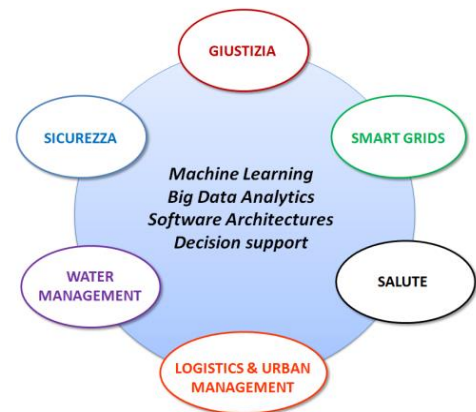 GIUSTIZIA
SICUREZZA
SMART GRIDS
Machine Learning
Big Data Analytics
Software Architectures
Decision support
WATER
MANAGEMENT
SALUTE
LOGISTICS & URBAN
MANAGEMENT